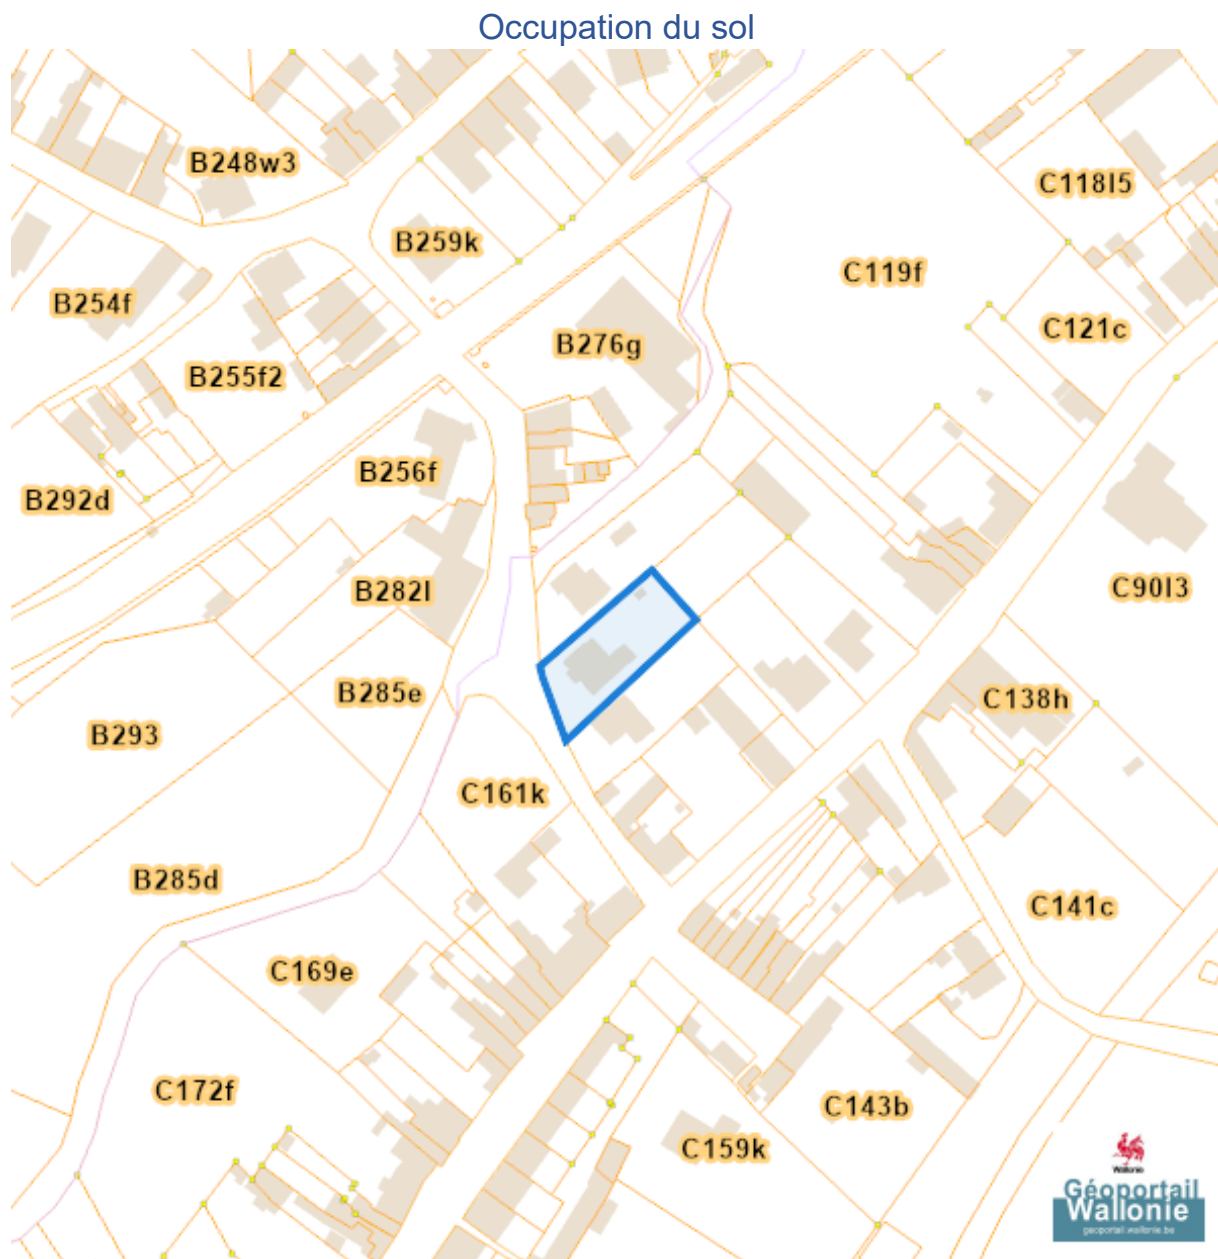 Occupation du sol
B248w3
C118l5
B259k
C119f
B254f
C121c
B276g
B255f2
B256f
B292d
C90l3
B282l
B285e
C138h
B293
C161k
B285d
C141c
C169e
C172f
C143b
C159k
Wallonie
Géoportail
Wallonie
geoportail.wallonie.be